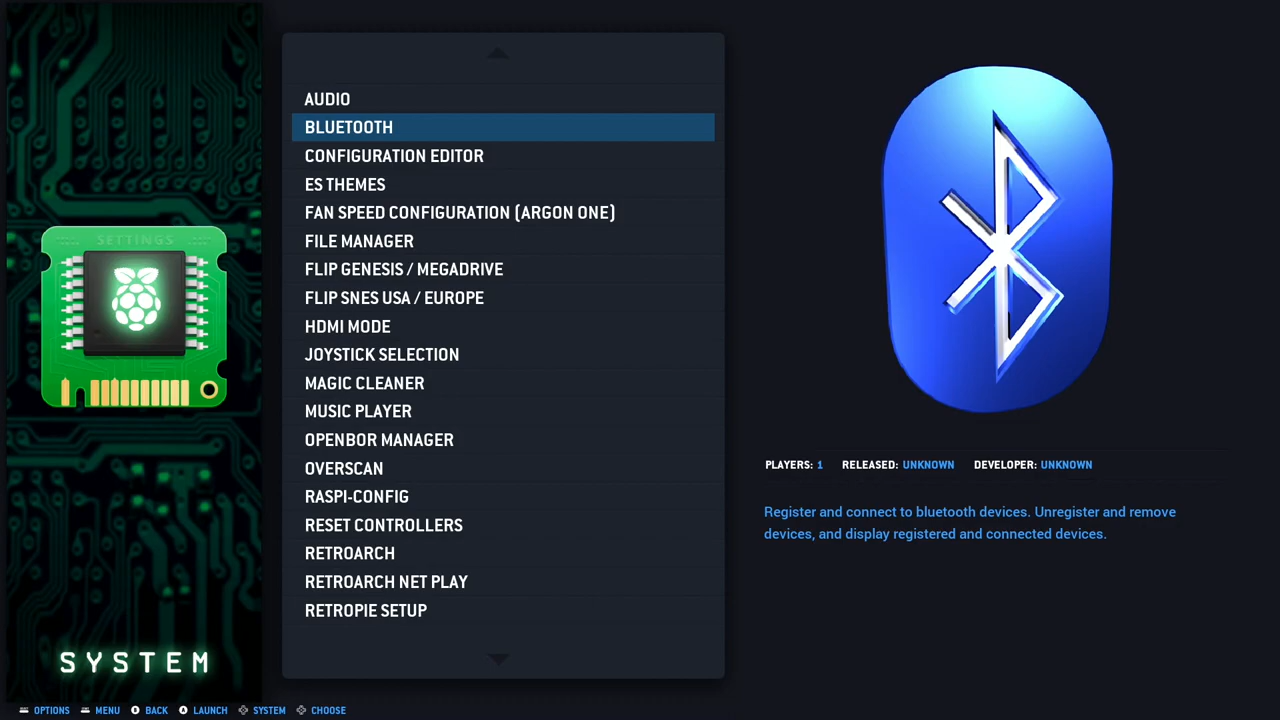 SETTINGS
SYSTEM
AUDIO
BLUETOOTH
CONFIGURATION EDITOR
ES THEMES
FAN SPEED CONFIGURATION (ARGON ONE)
FILE MANAGER
FLIP GENESIS / MEGADRIVE
FLIP SNES USA / EUROPE
HDMI MODE
JOYSTICK SELECTION
MAGIC CLEANER
MUSIC PLAYER
OPENBOR MANAGER
OVERSCAN
RASPI-CONFIG
RESET CONTROLLERS
RETROARCH
RETROARCH NET PLAY
RETROPIE SETUP
PLAYERS: 1 RELEASED: UNKNOWN DEVELOPER: UNKNOWN
Register and connect to bluetooth devices. Unregister and remove
devices, and display registered and connected devices.
OPTIONS MENU BACK LAUNCH SYSTEM CHOOSE